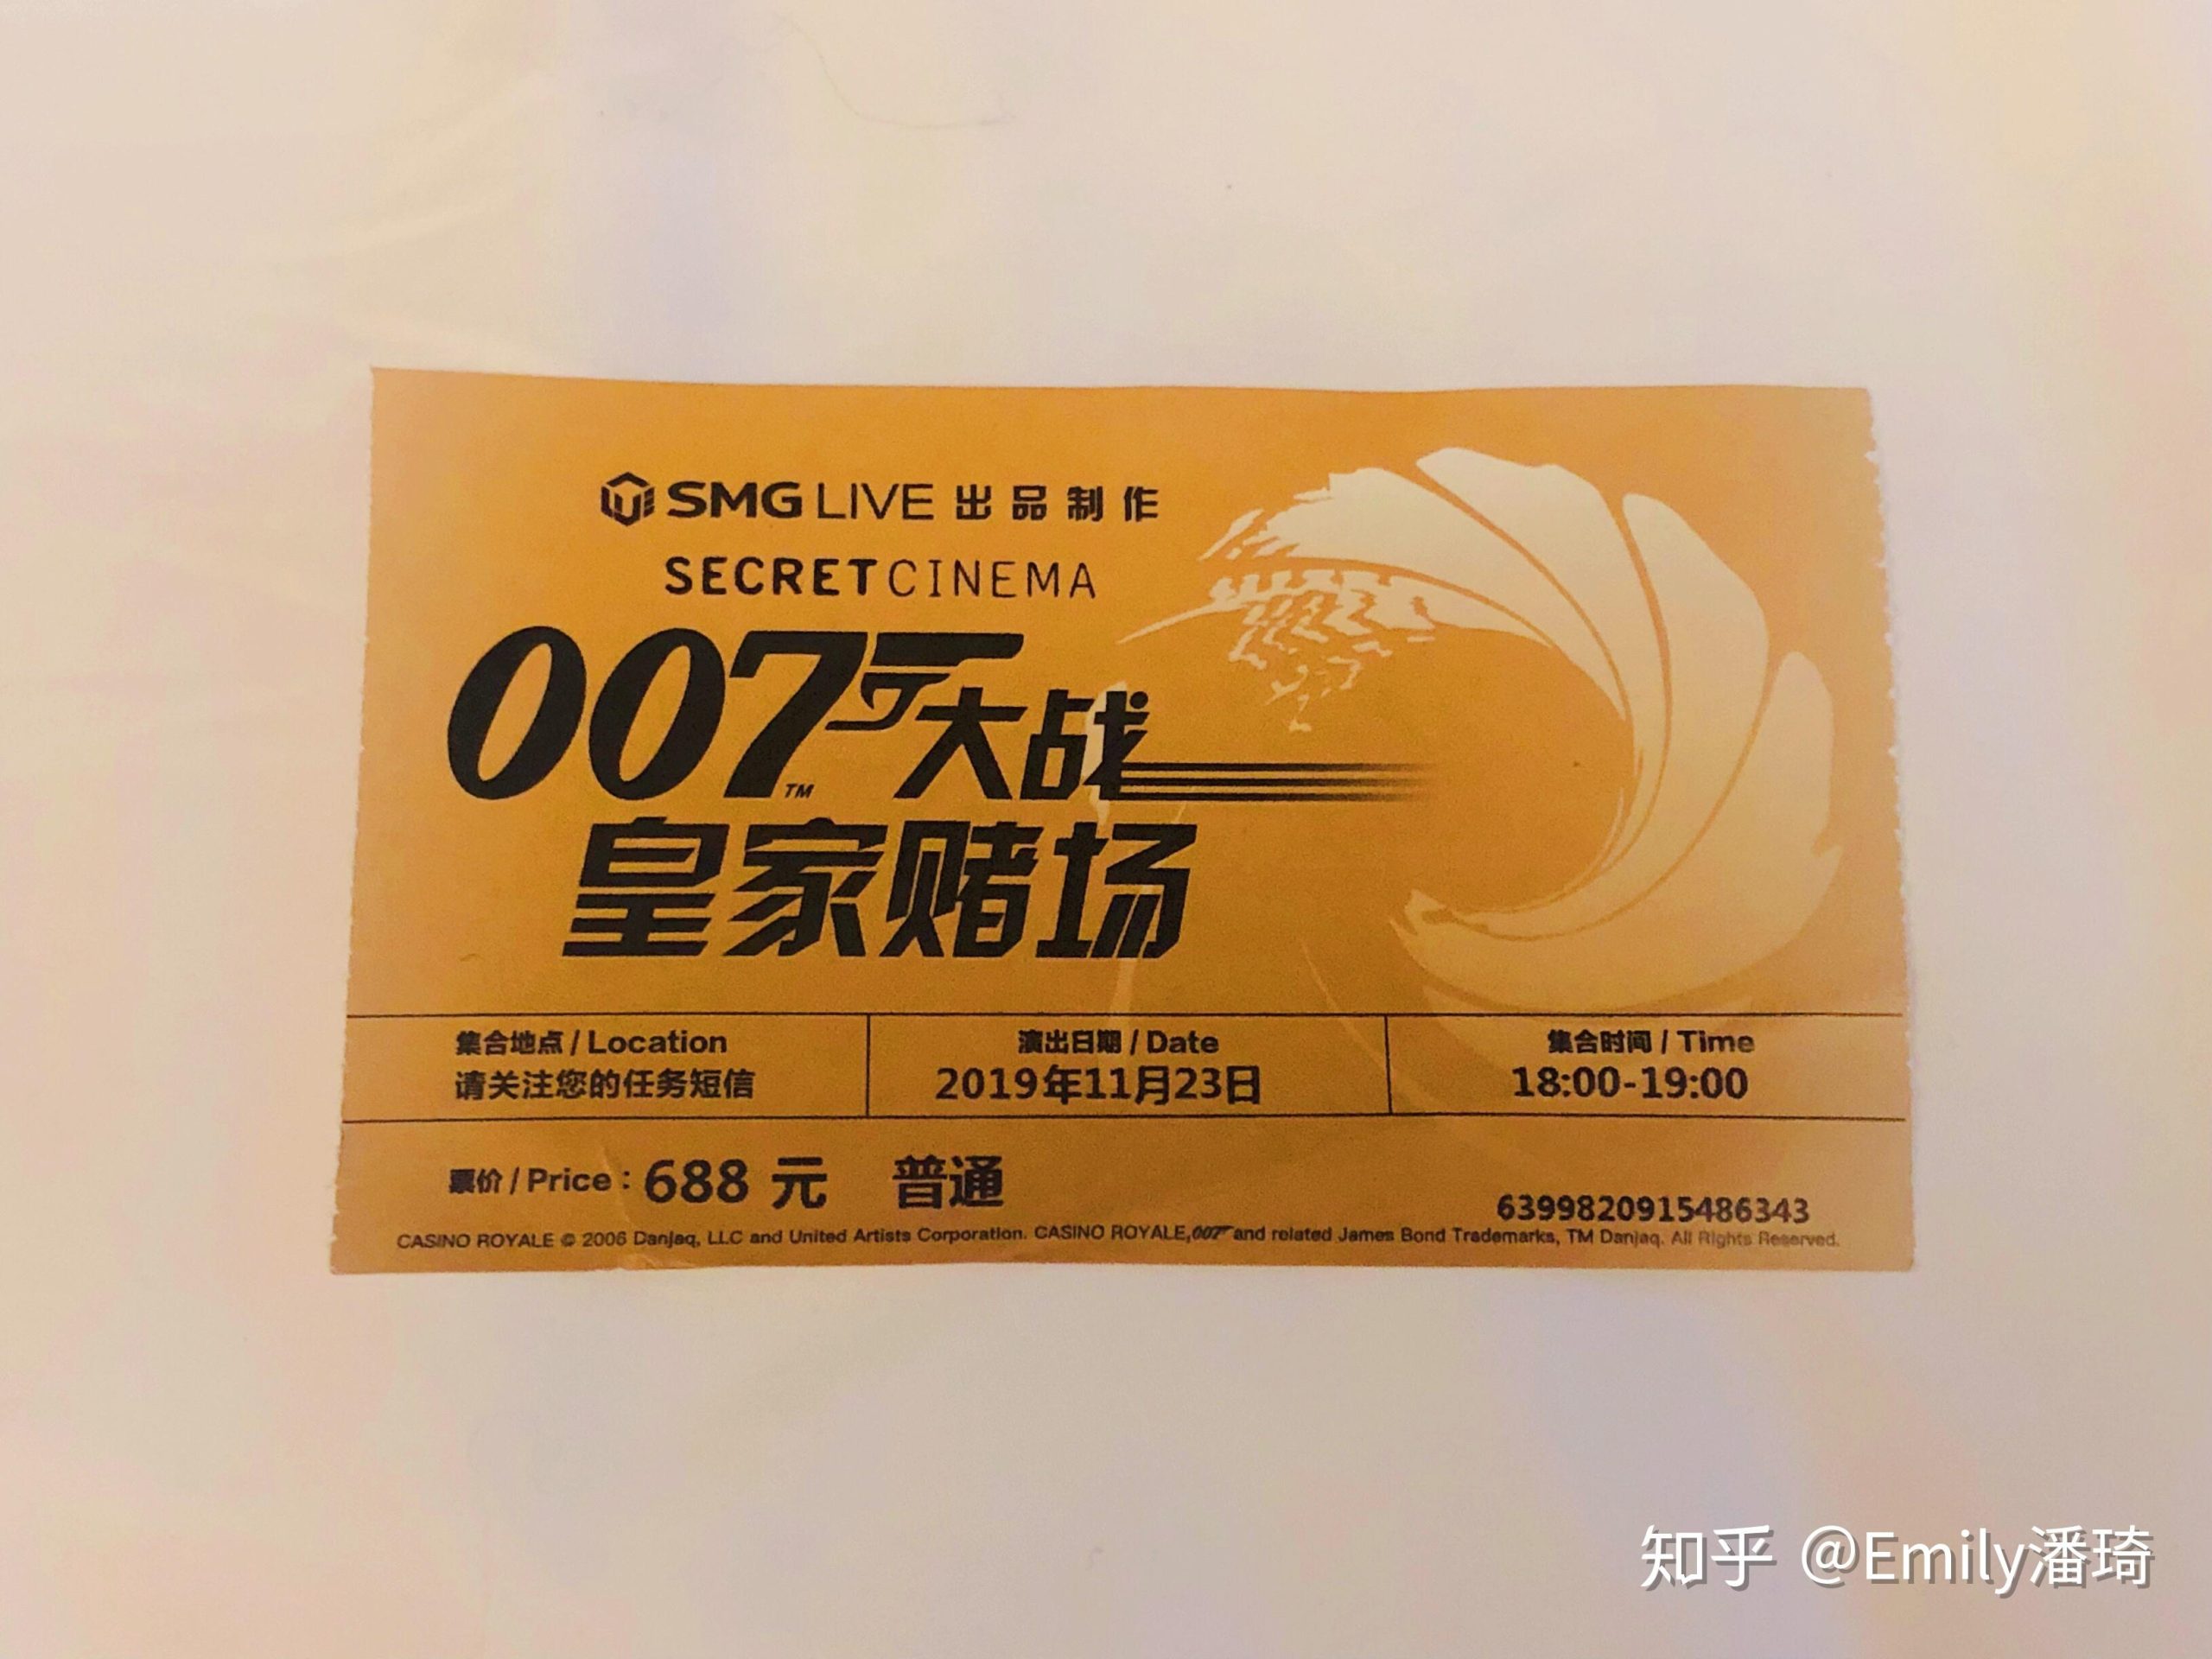 SMG LIVE 出品制作
SECRETCINEMA
007大战
TM
皇家赌场
集合地点 / Location
请关注您的任务短信
演出日期 / Date
2019年11月23日
集合时间 / Time
18:00-19:00
票价 / Price：688 元 普通
6399820915486343
CASINO ROYALE © 2006 Danjaq, LLC and United Artists Corporation. CASINO ROYALE,007 and related James Bond Trademarks, TM Danjaq. All Rights Reserved.
知乎 @Emily潘琦